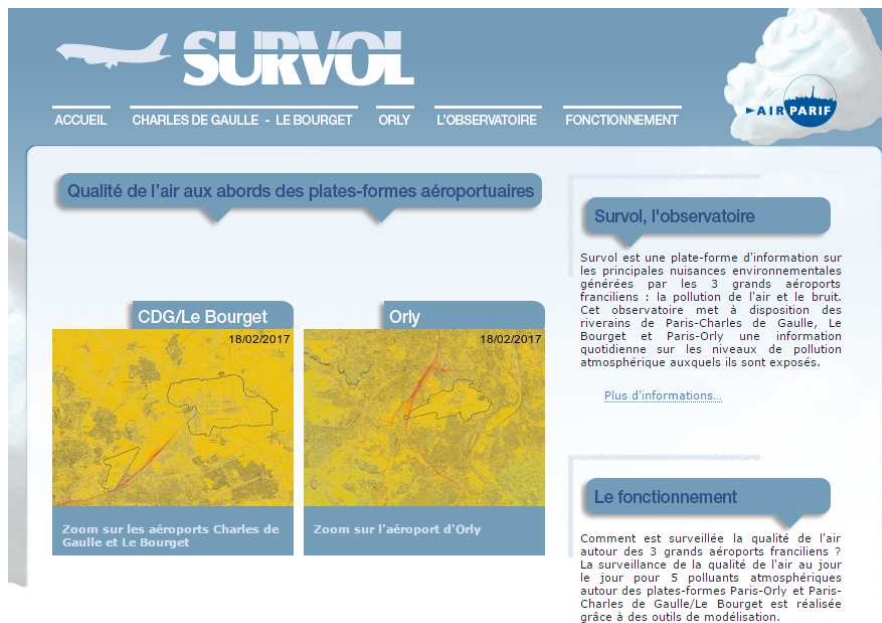 SURVOL
AIRPARIF
ACCUEIL
CHARLES DE GAULLE - LE BOURGET
ORLY
L'OBSERVATOIRE
FONCTIONNEMENT
Qualité de l'air aux abords des plates-formes aéroportuaires
CDG/Le Bourget
18/02/2017
Zoom sur les aéroports Charles de
Gaulle et Le Bourget
Orly
18/02/2017
Zoom sur l'aéroport d'Orly
Survol, l'observatoire
Survol est une plate-forme d'information sur
les principales nuisances environnementales
générées par les 3 grands aéroports
franciliens : la pollution de l'air et le bruit.
Cet observatoire met à disposition des
riverains de Paris-Charles de Gaulle, Le
Bourget et Paris-Orly une information
quotidienne sur les niveaux de pollution
atmosphérique auxquels ils sont exposés.
Plus d'informations...
Le fonctionnement
Comment est surveillée la qualité de l'air
autour des 3 grands aéroports franciliens ?
La surveillance de la qualité de l'air au jour
le jour pour 5 polluants atmosphériques
autour des plates-formes Paris-Orly et Paris-
Charles de Gaulle/Le Bourget est réalisée
grâce à des outils de modélisation.